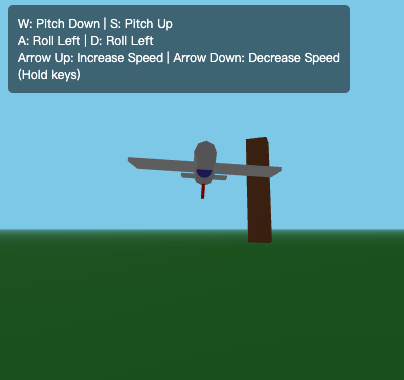 W: Pitch Down | S: Pitch Up
A: Roll Left | D: Roll Left
Arrow Up: Increase Speed | Arrow Down: Decrease Speed
(Hold keys)